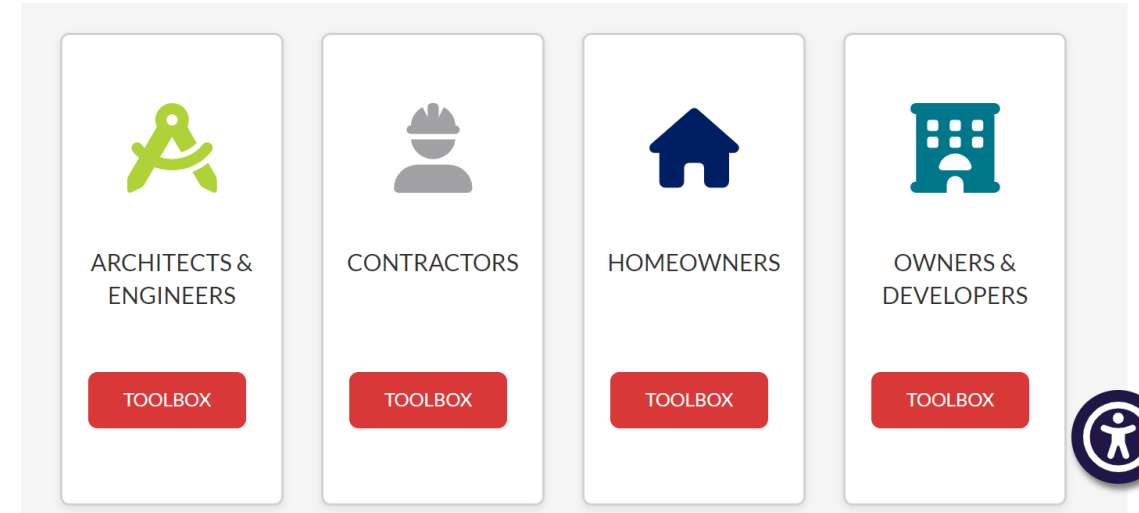 ARCHITECTS &
ENGINEERS
TOOLBOX
CONTRACTORS
TOOLBOX
HOMEOWNERS
TOOLBOX
OWNERS &
DEVELOPERS
TOOLBOX